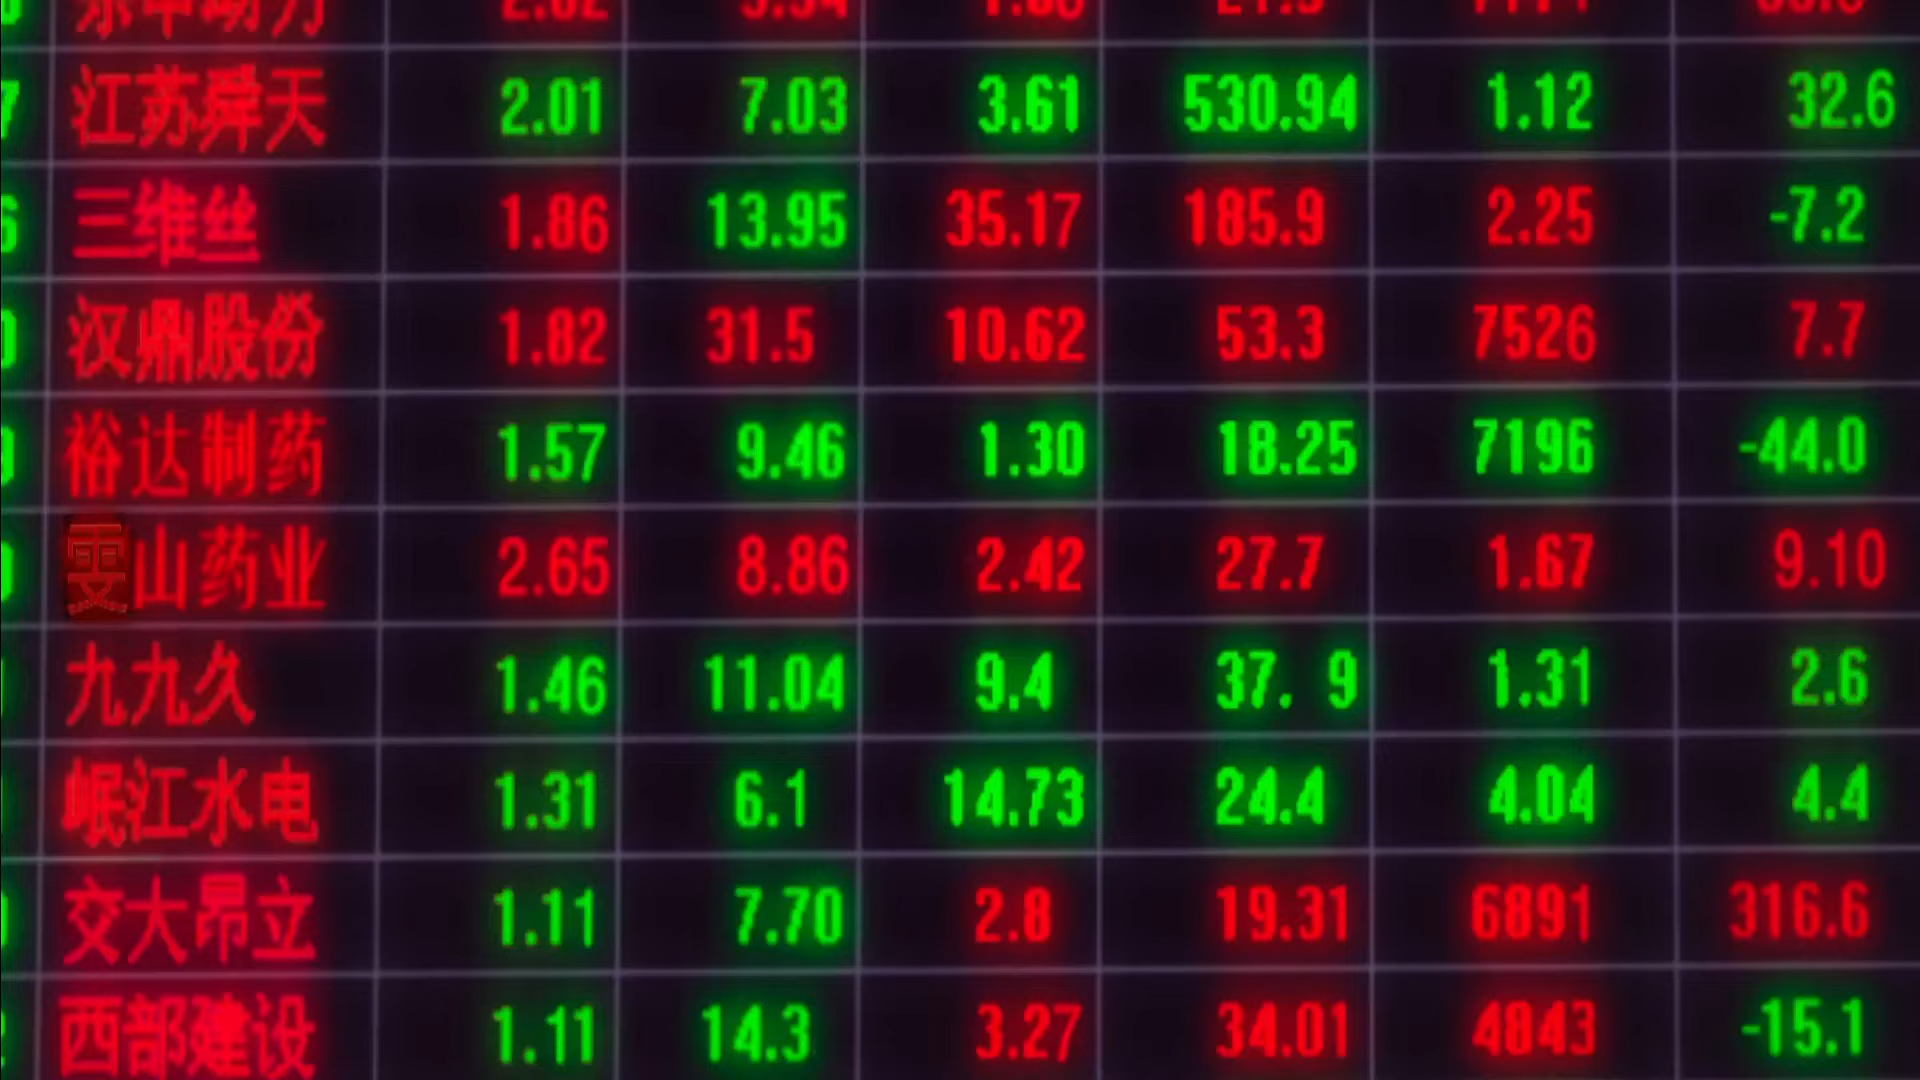 江苏舜天 2.01 7.03 3.61 530.94 1.12 32.6
三维丝 1.86 13.95 35.17 185.9 2.25 -7.2
汉鼎股份 1.82 31.5 10.62 53.3 7526 7.7
裕达制药 1.57 9.46 1.30 18.25 7196 -44.0
山药业 2.65 8.86 2.42 27.7 1.67 9.10
九九久 1.46 11.04 9.4 37. 9 1.31 2.6
岷江水电 1.31 6.1 14.73 24.4 4.04 4.4
交大昂立 1.11 7.70 2.8 19.31 6891 316.6
西部建设 1.11 14.3 3.27 34.01 4843 -15.1